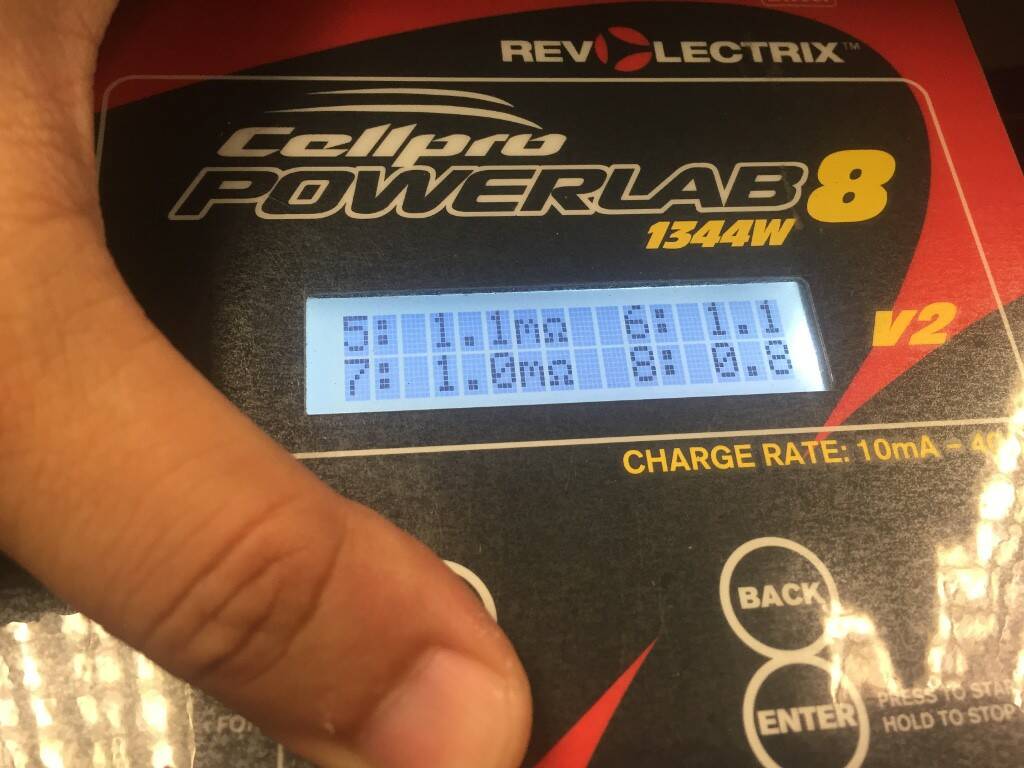 REVOLECTRIX™
Cellpro
POWERLAB 8
1344W
V2
5: 1.1mΩ 6: 1.1
7: 1.0mΩ 8: 0.8
CHARGE RATE: 10mA –
BACK
ENTER
PRESS TO
HOLD TO STOP